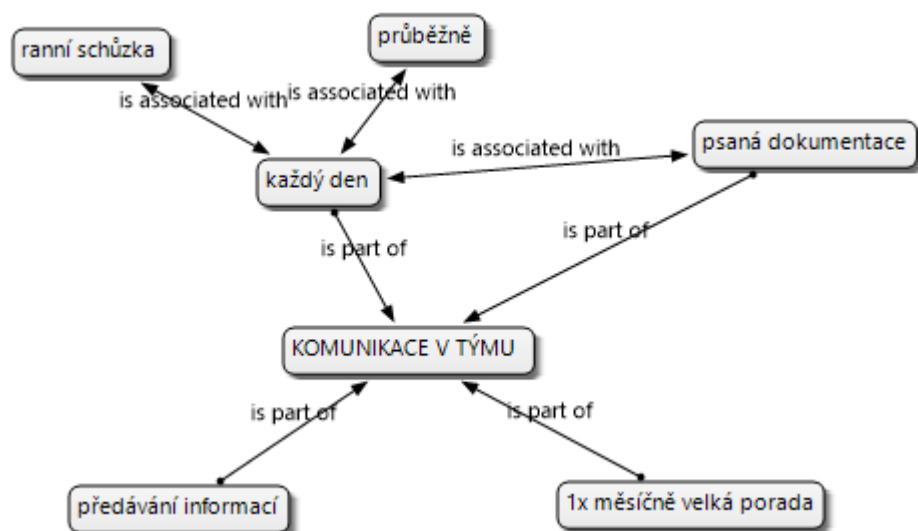 průběžně
ranní schůzka
is associated with
is associated with
psaná dokumentace
is associated with
každý den
is part of
is part of
KOMUNIKACE V TÝMU
is part of
is part of
předávání informací
1x měsíčně velká porada